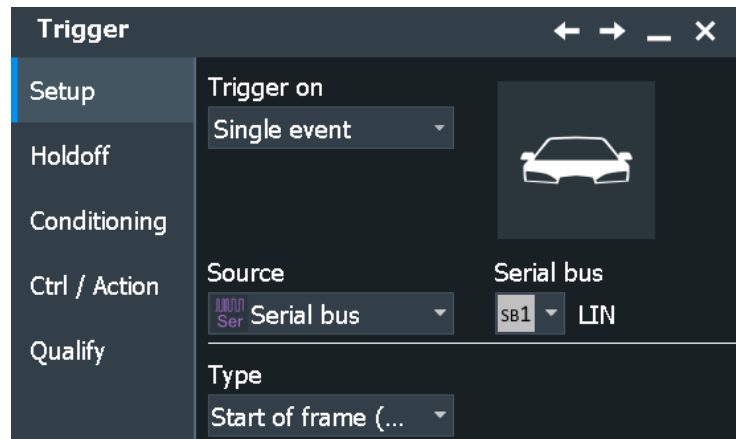 Trigger
Setup
Holdoff
Conditioning
Ctrl / Action
Qualify
Trigger on
Single event
Source
Ser Serial bus
Serial bus
SB1 LIN
Type
Start of frame (...